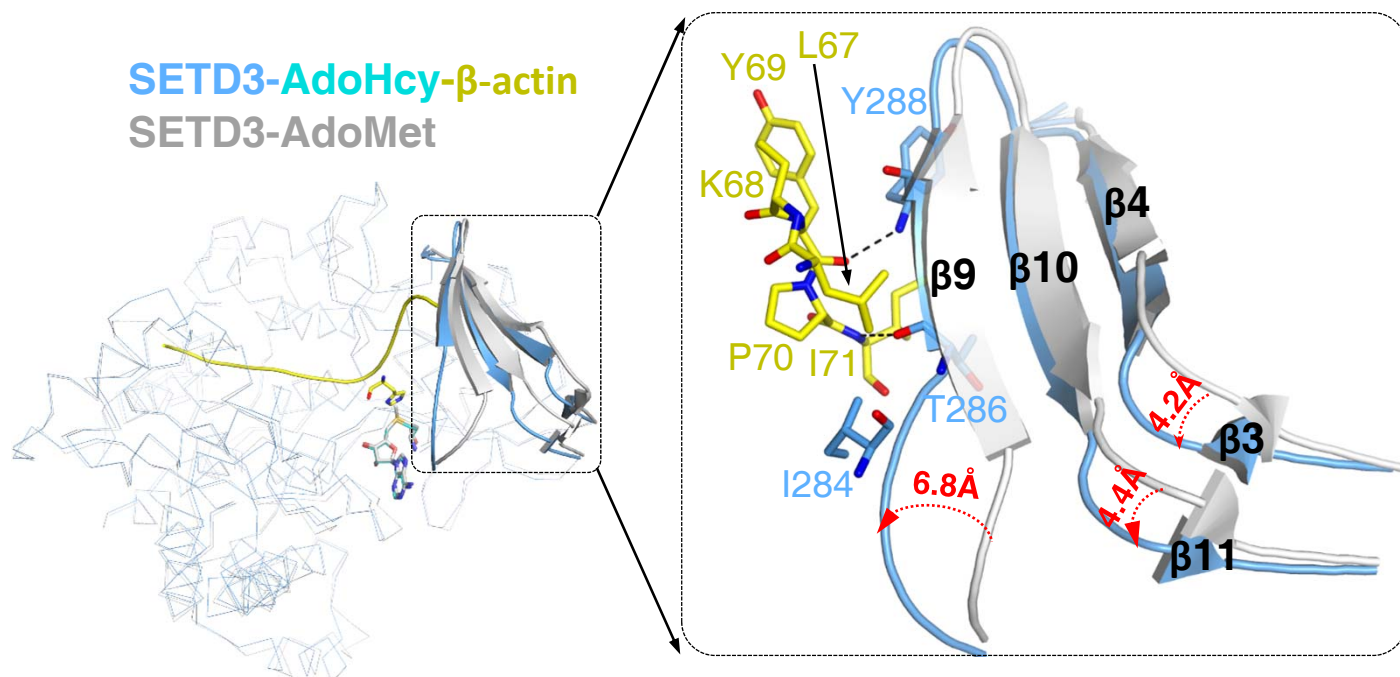 SETD3-AdoHcy-β-actin
SETD3-AdoMet
L67
Y69
Y288
K68
β4
β9
β10
P70
I71
T286
4.2Å
β3
I284
6.8Å
4.4Å
β11